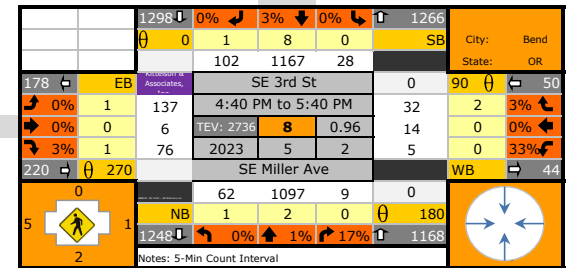 1298 0% 3% 0% 1266
θ 0 1 8 0 SB City: Bend
102 1167 28 State: OR
178 EB Kittelson & Associates, SE 3rd St 0 90 θ 50
0% 1 137 4:40 PM to 5:40 PM 32 2 3%
0% 0 6 TEV: 2736 8 0.96 14 0 0%
3% 1 76 2023 5 2 5 0 33%
220 θ 270 SE Miller Ave WB 44
0 62 1097 9 0
5 1 NB 1 2 0 θ 180
1248 0% 1% 17% 1168
2 Notes: 5-Min Count Interval